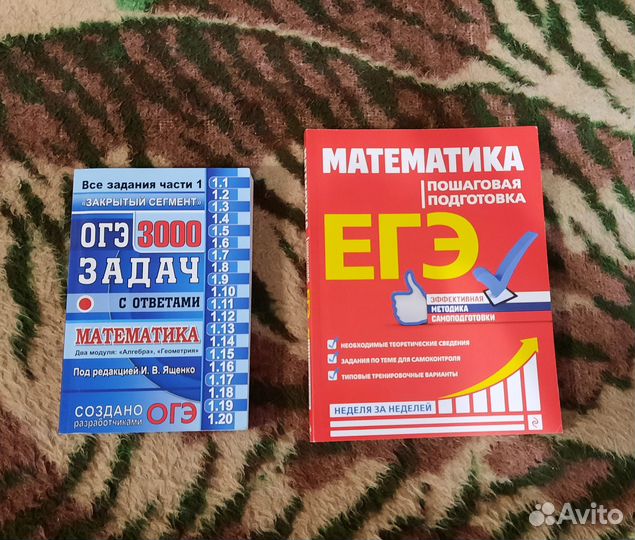 Все задания части 1
"ЗАКРЫТЫЙ СЕГМЕНТ"
ОГЭ 3000
ЗАДАЧ
С ОТВЕТАМИ
МАТЕМАТИКА
Два модуля: «Алгебра», «Геометрия»
Под редакцией И. В. Ященко
СОЗДАНО
разработчиками
ОГЭ
1.1
1.2
1.3
1.4
1.5
1.6
1.7
1.8
1.9
1.10
1.11
1.12
1.13
1.14
1.15
1.16
1.17
1.18
1.19
1.20
МАТЕМАТИКА
ПОШАГОВАЯ
ПОДГОТОВКА
ЕГЭ
ЭФФЕКТИВНАЯ
МЕТОДИКА
САМОПОДГОТОВКИ
НЕОБХОДИМЫЕ ТЕОРЕТИЧЕСКИЕ СВЕДЕНИЯ
ЗАДАНИЯ ПО ТЕМЕ ДЛЯ САМОКОНТРОЛЯ
ТИПОВЫЕ ТРЕНИРОВОЧНЫЕ ВАРИАНТЫ
НЕДЕЛЯ ЗА НЕДЕЛЕЙ
Avito